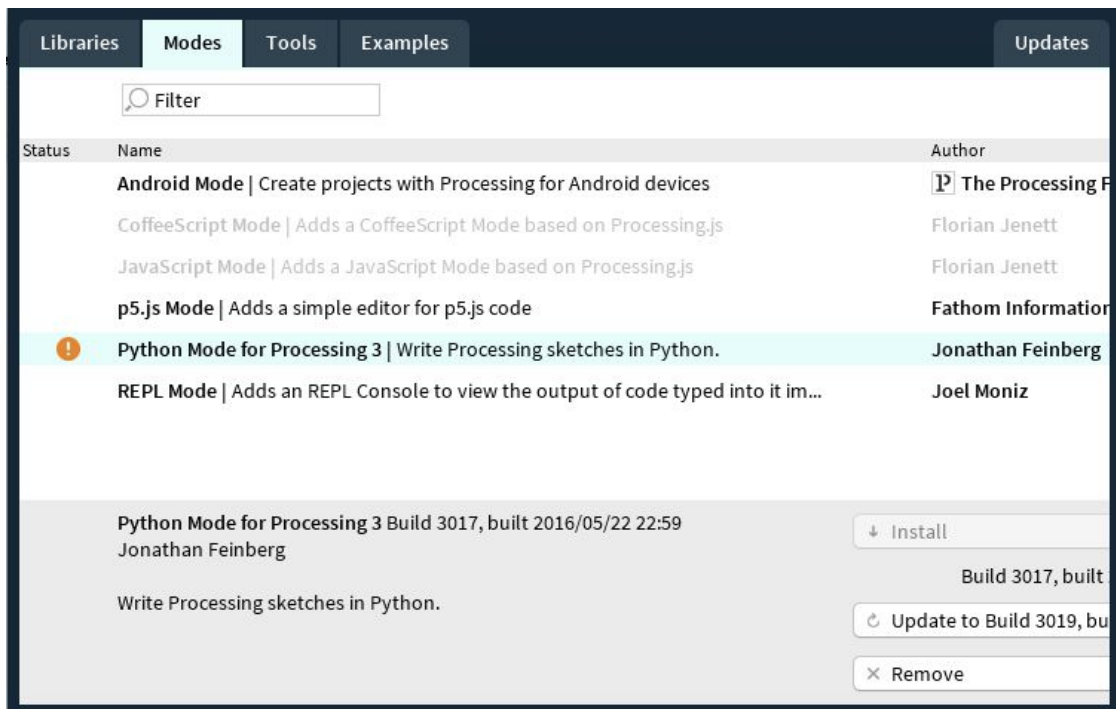 Libraries Modes Tools Examples Updates
Filter
Status Name Author
Android Mode | Create projects with Processing for Android devices The Processing F
CoffeeScript Mode | Adds a CoffeeScript Mode based on Processing.js Florian Jenett
JavaScript Mode | Adds a JavaScript Mode based on Processing.js Florian Jenett
p5.js Mode | Adds a simple editor for p5.js code Fathom Information
Python Mode for Processing 3 | Write Processing sketches in Python. Jonathan Feinberg
REPL Mode | Adds an REPL Console to view the output of code typed into it im... Joel Moniz
Python Mode for Processing 3 Build 3017, built 2016/05/22 22:59
Jonathan Feinberg
Write Processing sketches in Python.
Install
Build 3017, built
Update to Build 3019, bu
Remove